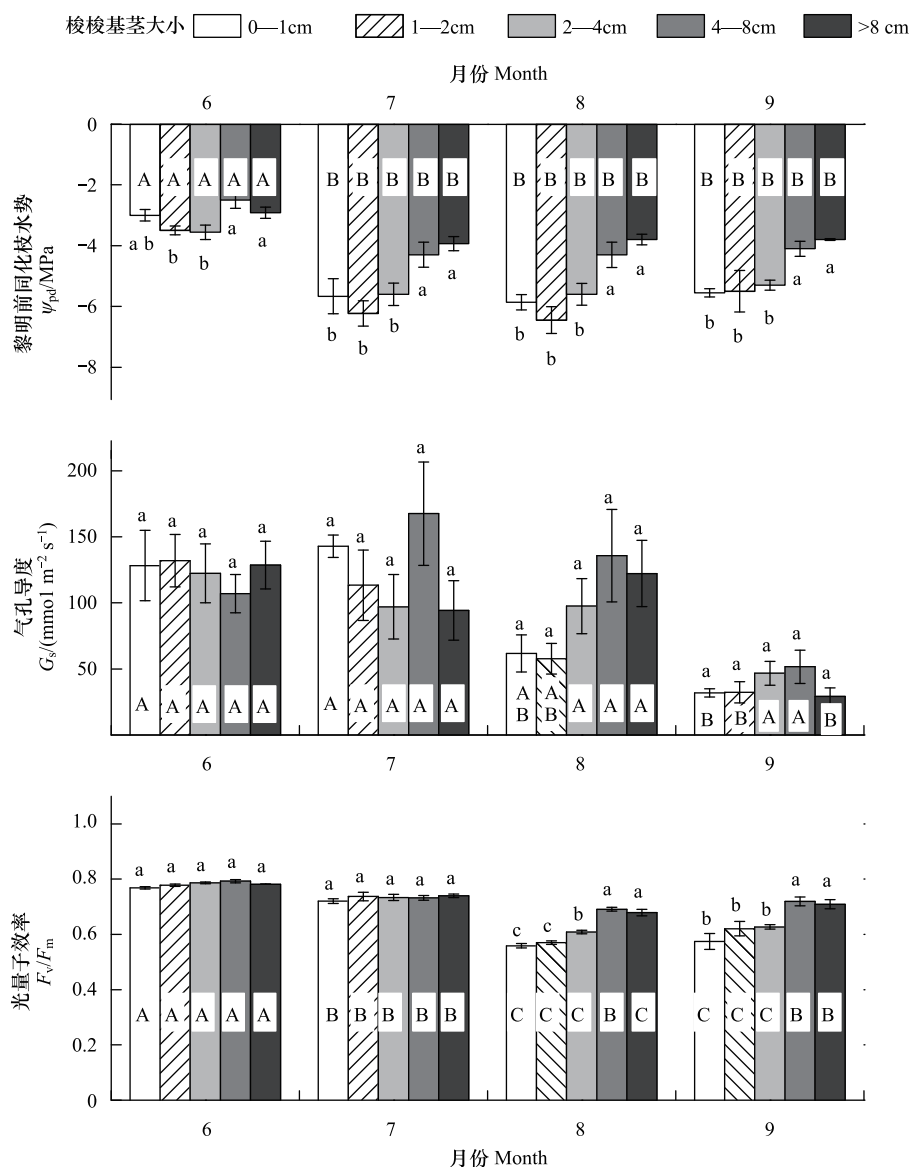 梭梭基茎大小 0—1cm 1—2cm 2—4cm 4—8cm >8 cm
月份 Month
6 7 8 9
0
−2
−4
−6
−8
黎明前同化枝水势
ψpd/MPa
A A A A A B B B B B B B B B B B B B B B
a b b b a a b b b a a b b b a a b b b a a
200
150
100
50
气孔导度
Gs/(mmol m−2 s−1)
a a a a a a a a a a a a a a a a a a a a
A A A A A A A A A A A B A B A A A B B A A B
6 7 8 9
1.0
0.8
0.6
0.4
0.2
0
光量子效率
Fv/Fm
a a a a a a a a a a c c b a a b b b a a
A A A A A B B B B B C C C B C C C C B B
6 7 8 9
月份 Month